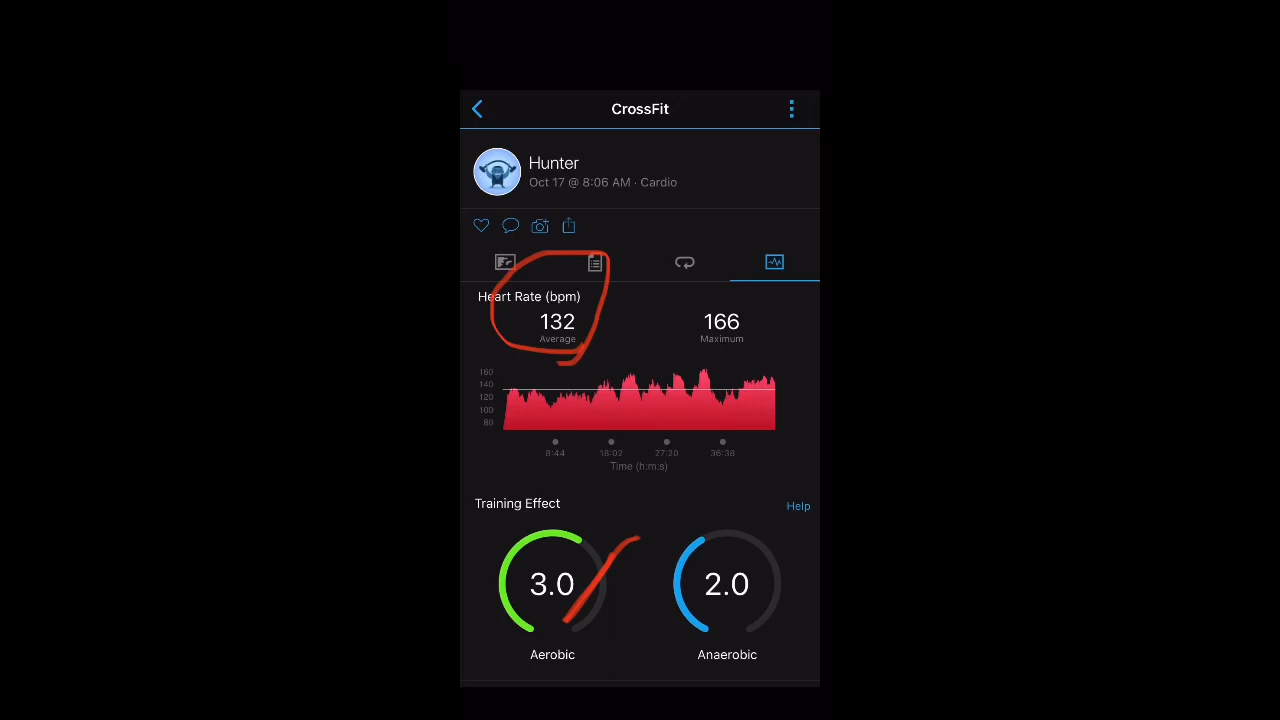 CrossFit
Hunter
Oct 17 @ 8:06 AM · Cardio
Heart Rate (bpm)
132 166
Average Maximum
160
140
120
100
80
8:44 18:02 27:20 36:38
Time (h:m:s)
Training Effect Help
3.0 2.0
Aerobic Anaerobic